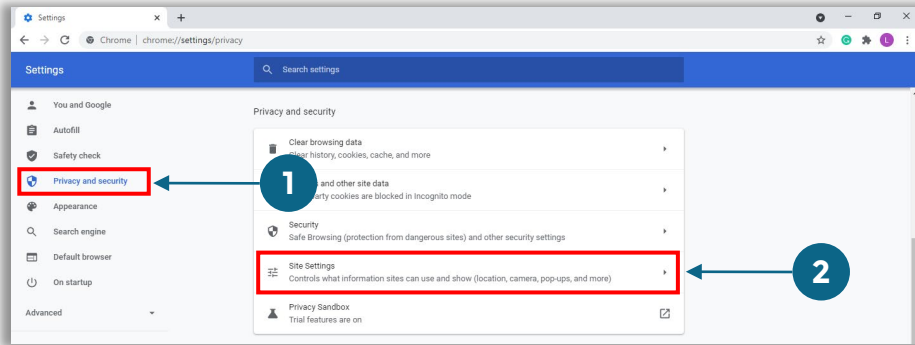 Settings
Chrome | chrome://settings/privacy
L
Settings
Search settings
You and Google
Autofill
Safety check
Privacy and security
Appearance
Search engine
Default browser
On startup
Advanced
Privacy and security
Clear browsing data
Clear history, cookies, cache, and more
and other site data
cookies are blocked in Incognito mode
Security
Safe Browsing (protection from dangerous sites) and other security settings
Site Settings
Controls what information sites can use and show (location, camera, pop-ups, and more)
Privacy Sandbox
Trial features are on
1
2